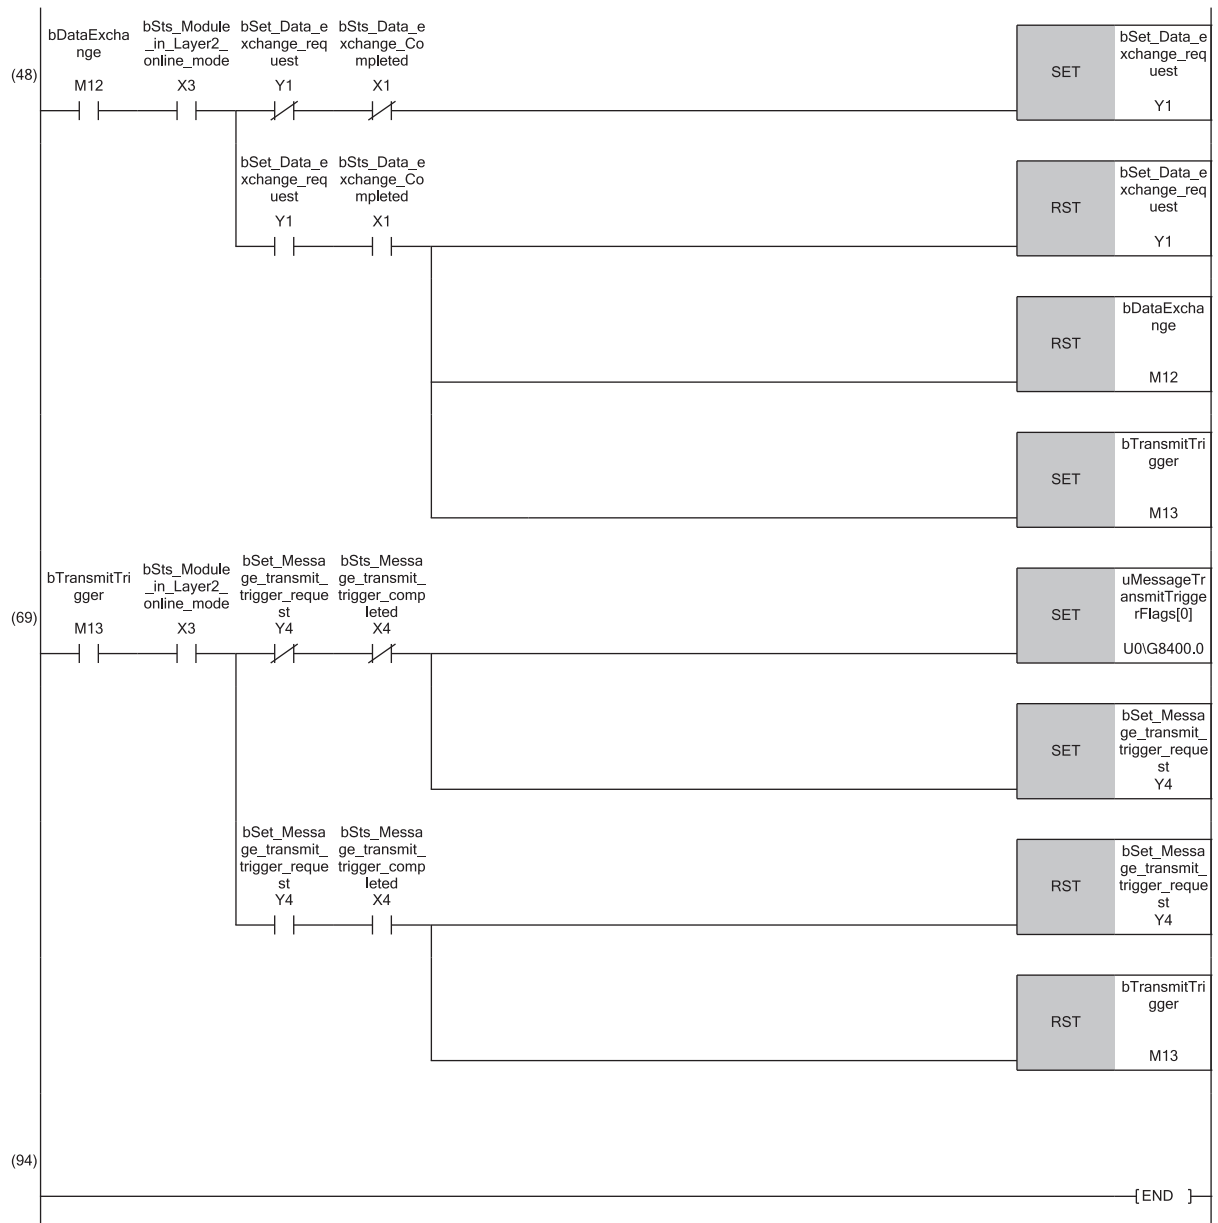 (48)
bDataExcha
nge
M12
bSts_Module
_in_Layer2_
online_mode
X3
bSet_Data_e
xchange_req
uest
Y1
bSts_Data_e
xchange_Co
mpleted
X1
SET
bSet_Data_e
xchange_req
uest
Y1
bSet_Data_e
xchange_req
uest
Y1
bSts_Data_e
xchange_Co
mpleted
X1
RST
bSet_Data_e
xchange_req
uest
Y1
RST
bDataExcha
nge
M12
SET
bTransmitTri
gger
M13
(69)
bTransmitTri
gger
M13
bSts_Module
_in_Layer2_
online_mode
X3
bSet_Messa
ge_transmit_
trigger_reque
st
Y4
bSts_Messa
ge_transmit_
trigger_comp
leted
X4
SET
uMessageTr
ansmitTrigge
rFlags[0]
U0\G8400.0
SET
bSet_Messa
ge_transmit_
trigger_reque
st
Y4
bSet_Messa
ge_transmit_
trigger_reque
st
Y4
bSts_Messa
ge_transmit_
trigger_comp
leted
X4
RST
bSet_Messa
ge_transmit_
trigger_reque
st
Y4
RST
bTransmitTri
gger
M13
(94)
[END ]